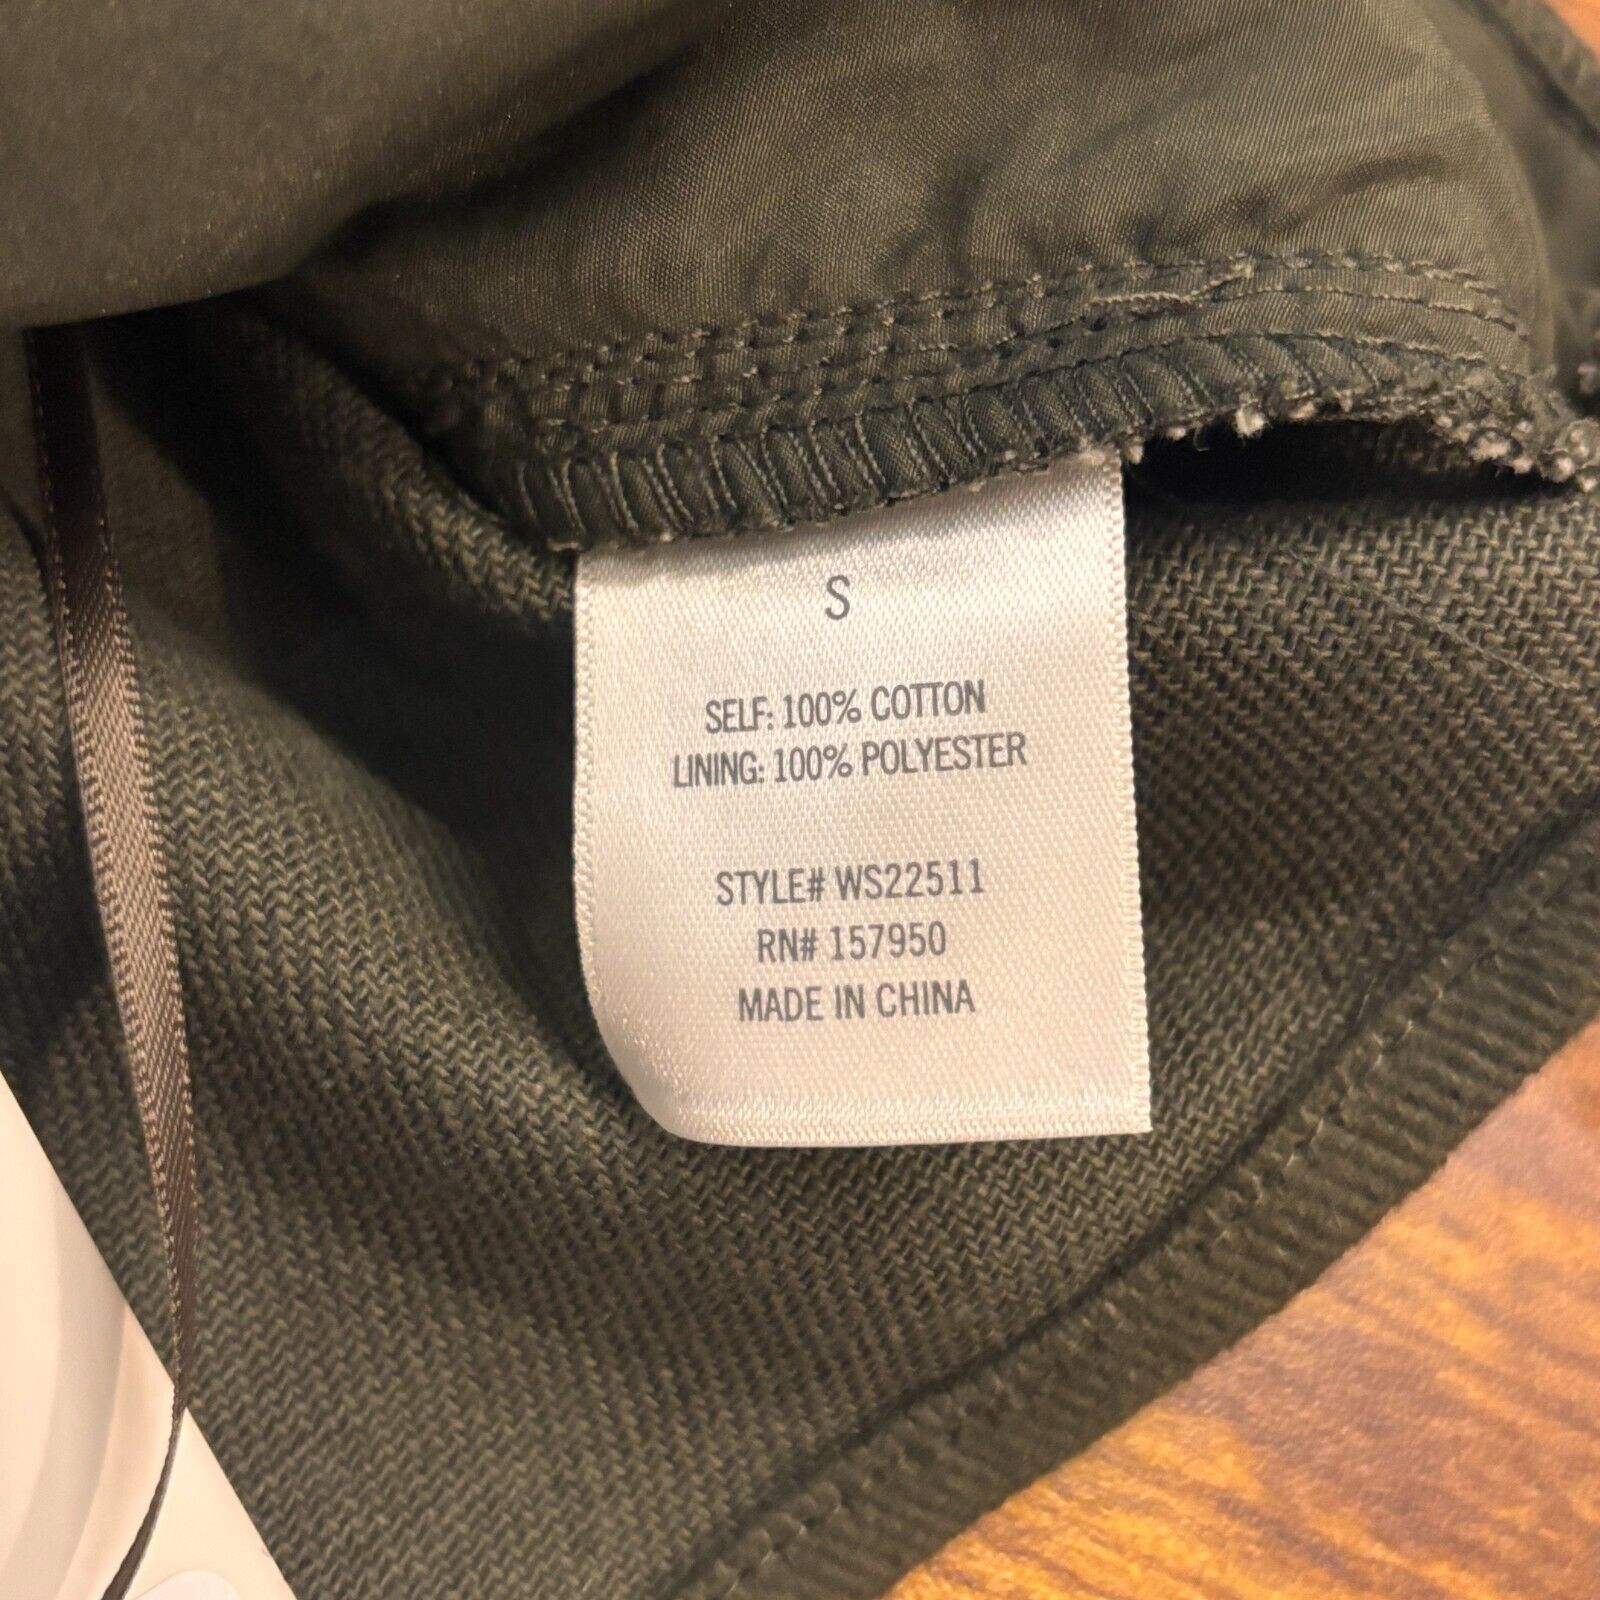 S
SELF: 100% COTTON
LINING: 100% POLYESTER
STYLE# WS22511
RN# 157950
MADE IN CHINA